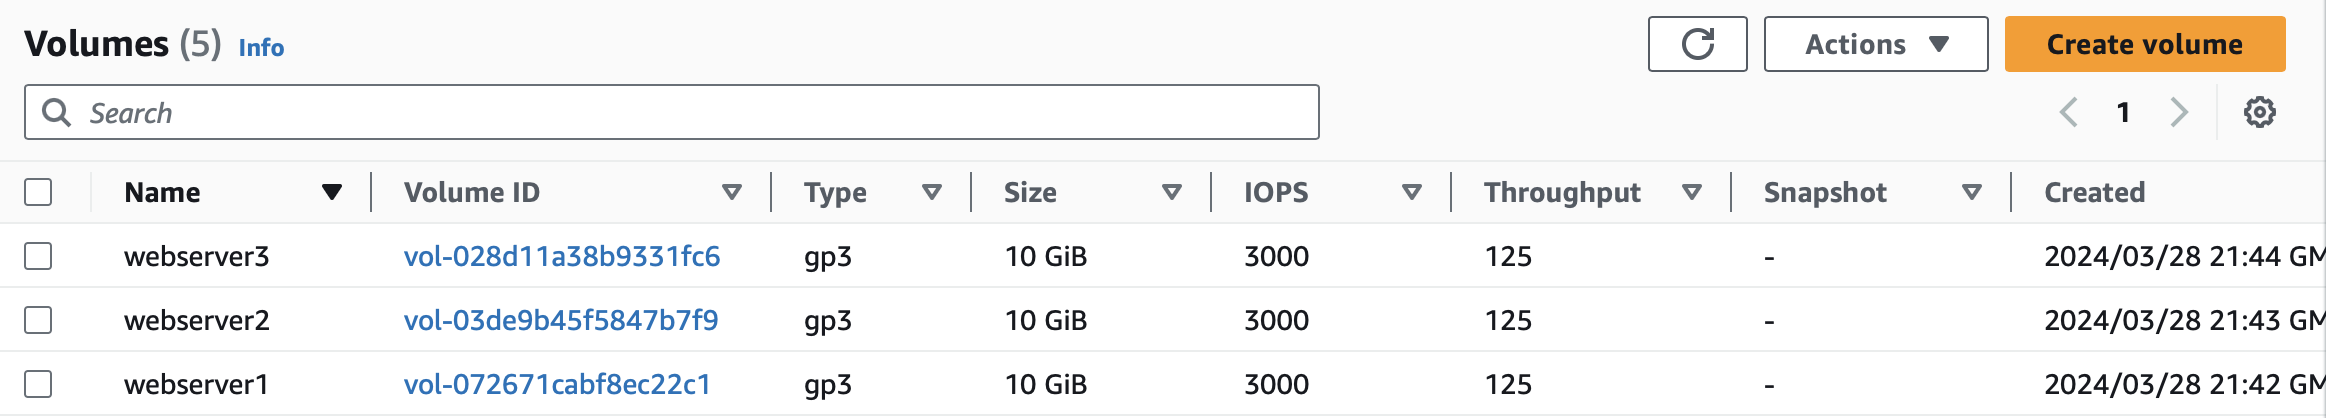 Volumes (5) Info
Actions
Create volume
Search
1
Name Volume ID Type Size IOPS Throughput Snapshot Created
webserver3 vol-028d11a38b9331fc6 gp3 10 GiB 3000 125 - 2024/03/28 21:44 GM
webserver2 vol-03de9b45f5847b7f9 gp3 10 GiB 3000 125 - 2024/03/28 21:43 GM
webserver1 vol-072671cabf8ec22c1 gp3 10 GiB 3000 125 - 2024/03/28 21:42 GM